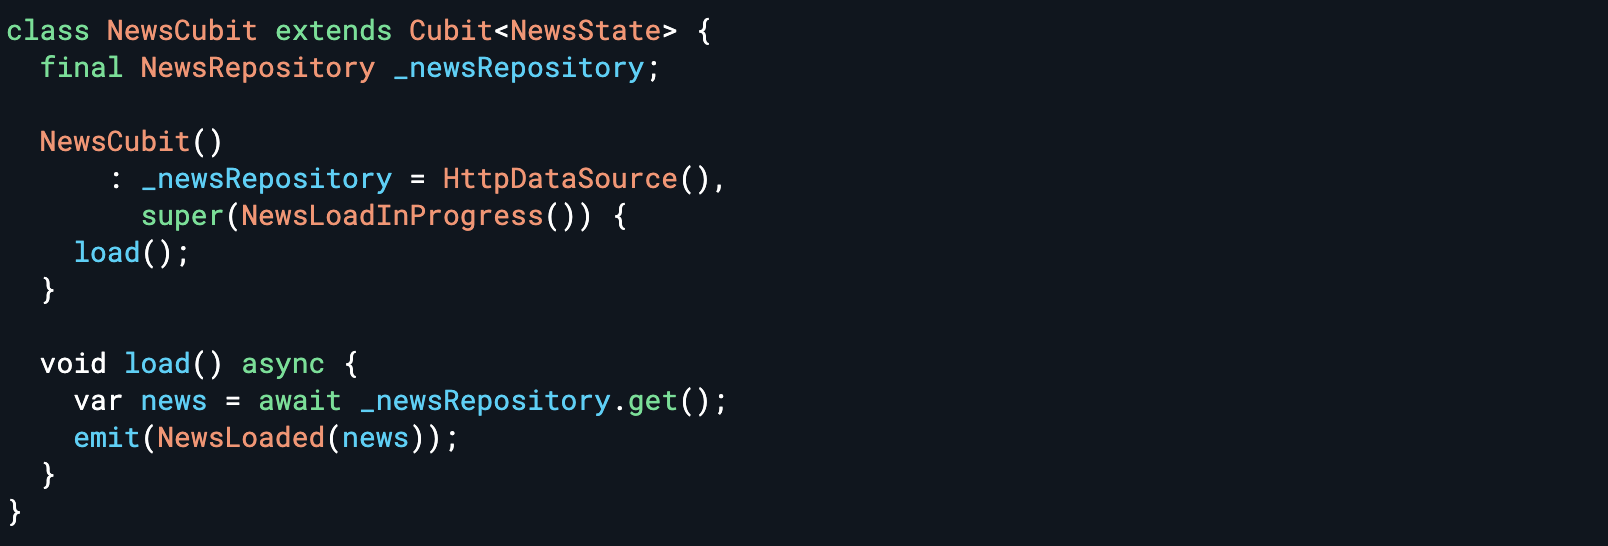 class NewsCubit extends Cubit<NewsState> {
  final NewsRepository _newsRepository;

  NewsCubit()
      : _newsRepository = HttpDataSource(),
        super(NewsLoadInProgress()) {
    load();
  }

  void load() async {
    var news = await _newsRepository.get();
    emit(NewsLoaded(news));
  }
}